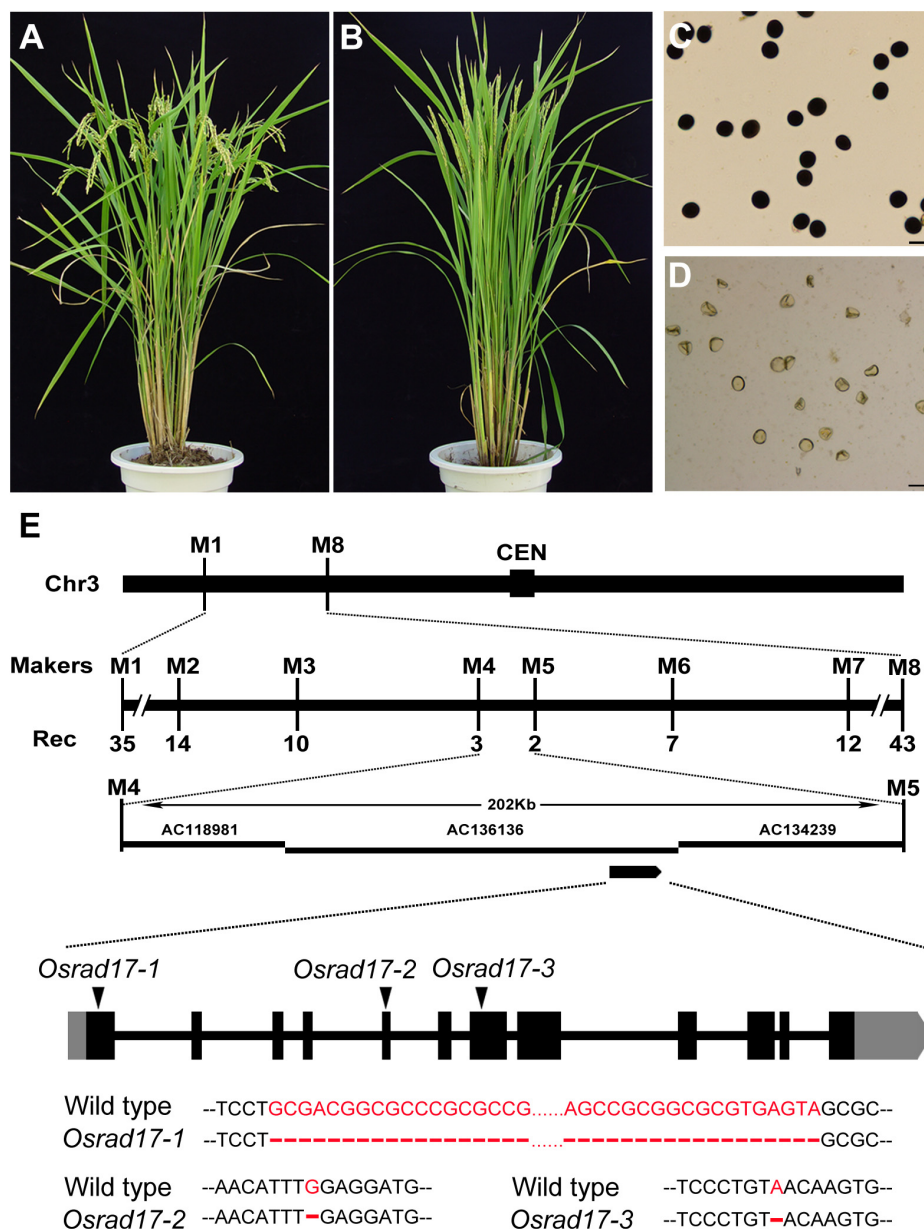 A
B
C
D
E
M1 M8 CEN
Chr3
Makers M1 M2 M3 M4 M5 M6 M7 M8
Rec 35 14 10 3 2 7 12 43
M4 M5
202Kb
AC118981 AC136136 AC134239
Osrad17-1 Osrad17-2 Osrad17-3
Wild type --TCCTGCGACGGCGCCCGCGCCG......AGCCGCGGCGCGTGAGTAGCGC--
Osrad17-1 --TCCT------......------GCGC--
Wild type --AACATTTGGAGGATG-- Wild type --TCCCTGTAACAAGTG--
Osrad17-2 --AACATTT-GAGGATG-- Osrad17-3 --TCCCTGT-ACAAGTG--